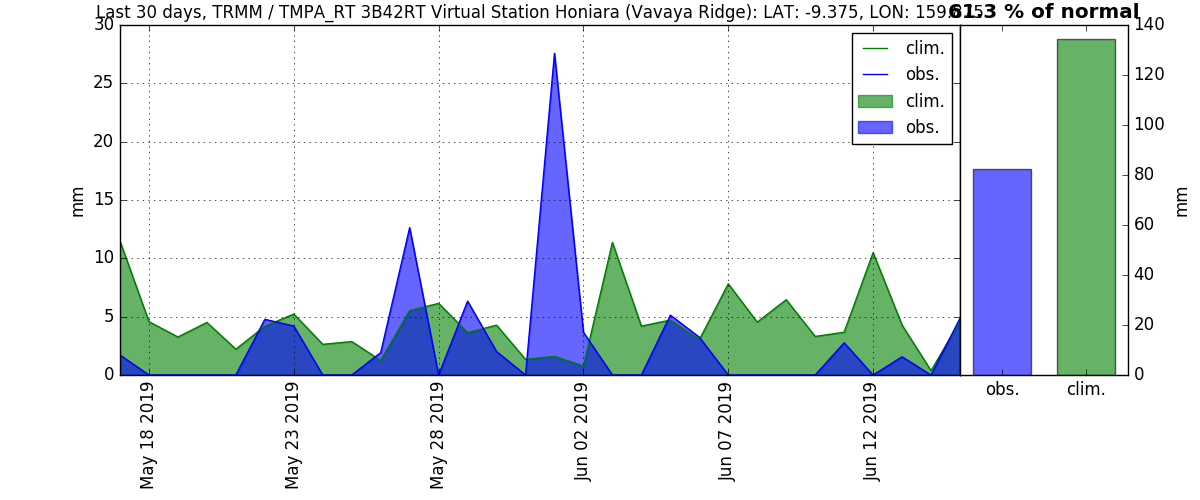 Last 30 days, TRMM / TMPA_RT 3B42RT Virtual Station Honiara (Vavaya Ridge): LAT: -9.375, LON: 159.
61.3 % of normal
30
25
20
15
10
5
0
mm
clim.
obs.
clim.
obs.
140
120
100
80
60
40
20
0
mm
obs.
clim.
May 18 2019
May 23 2019
May 28 2019
Jun 02 2019
Jun 07 2019
Jun 12 2019